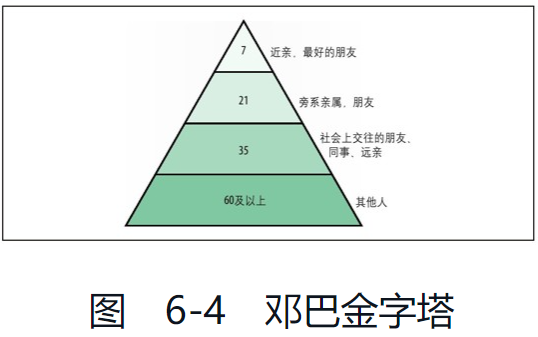 7
近亲、最好的朋友
21
旁系亲属、朋友
社会上交往的朋友、
35
同事、远亲
60及以上
其他人
图 6-4 邓巴金字塔